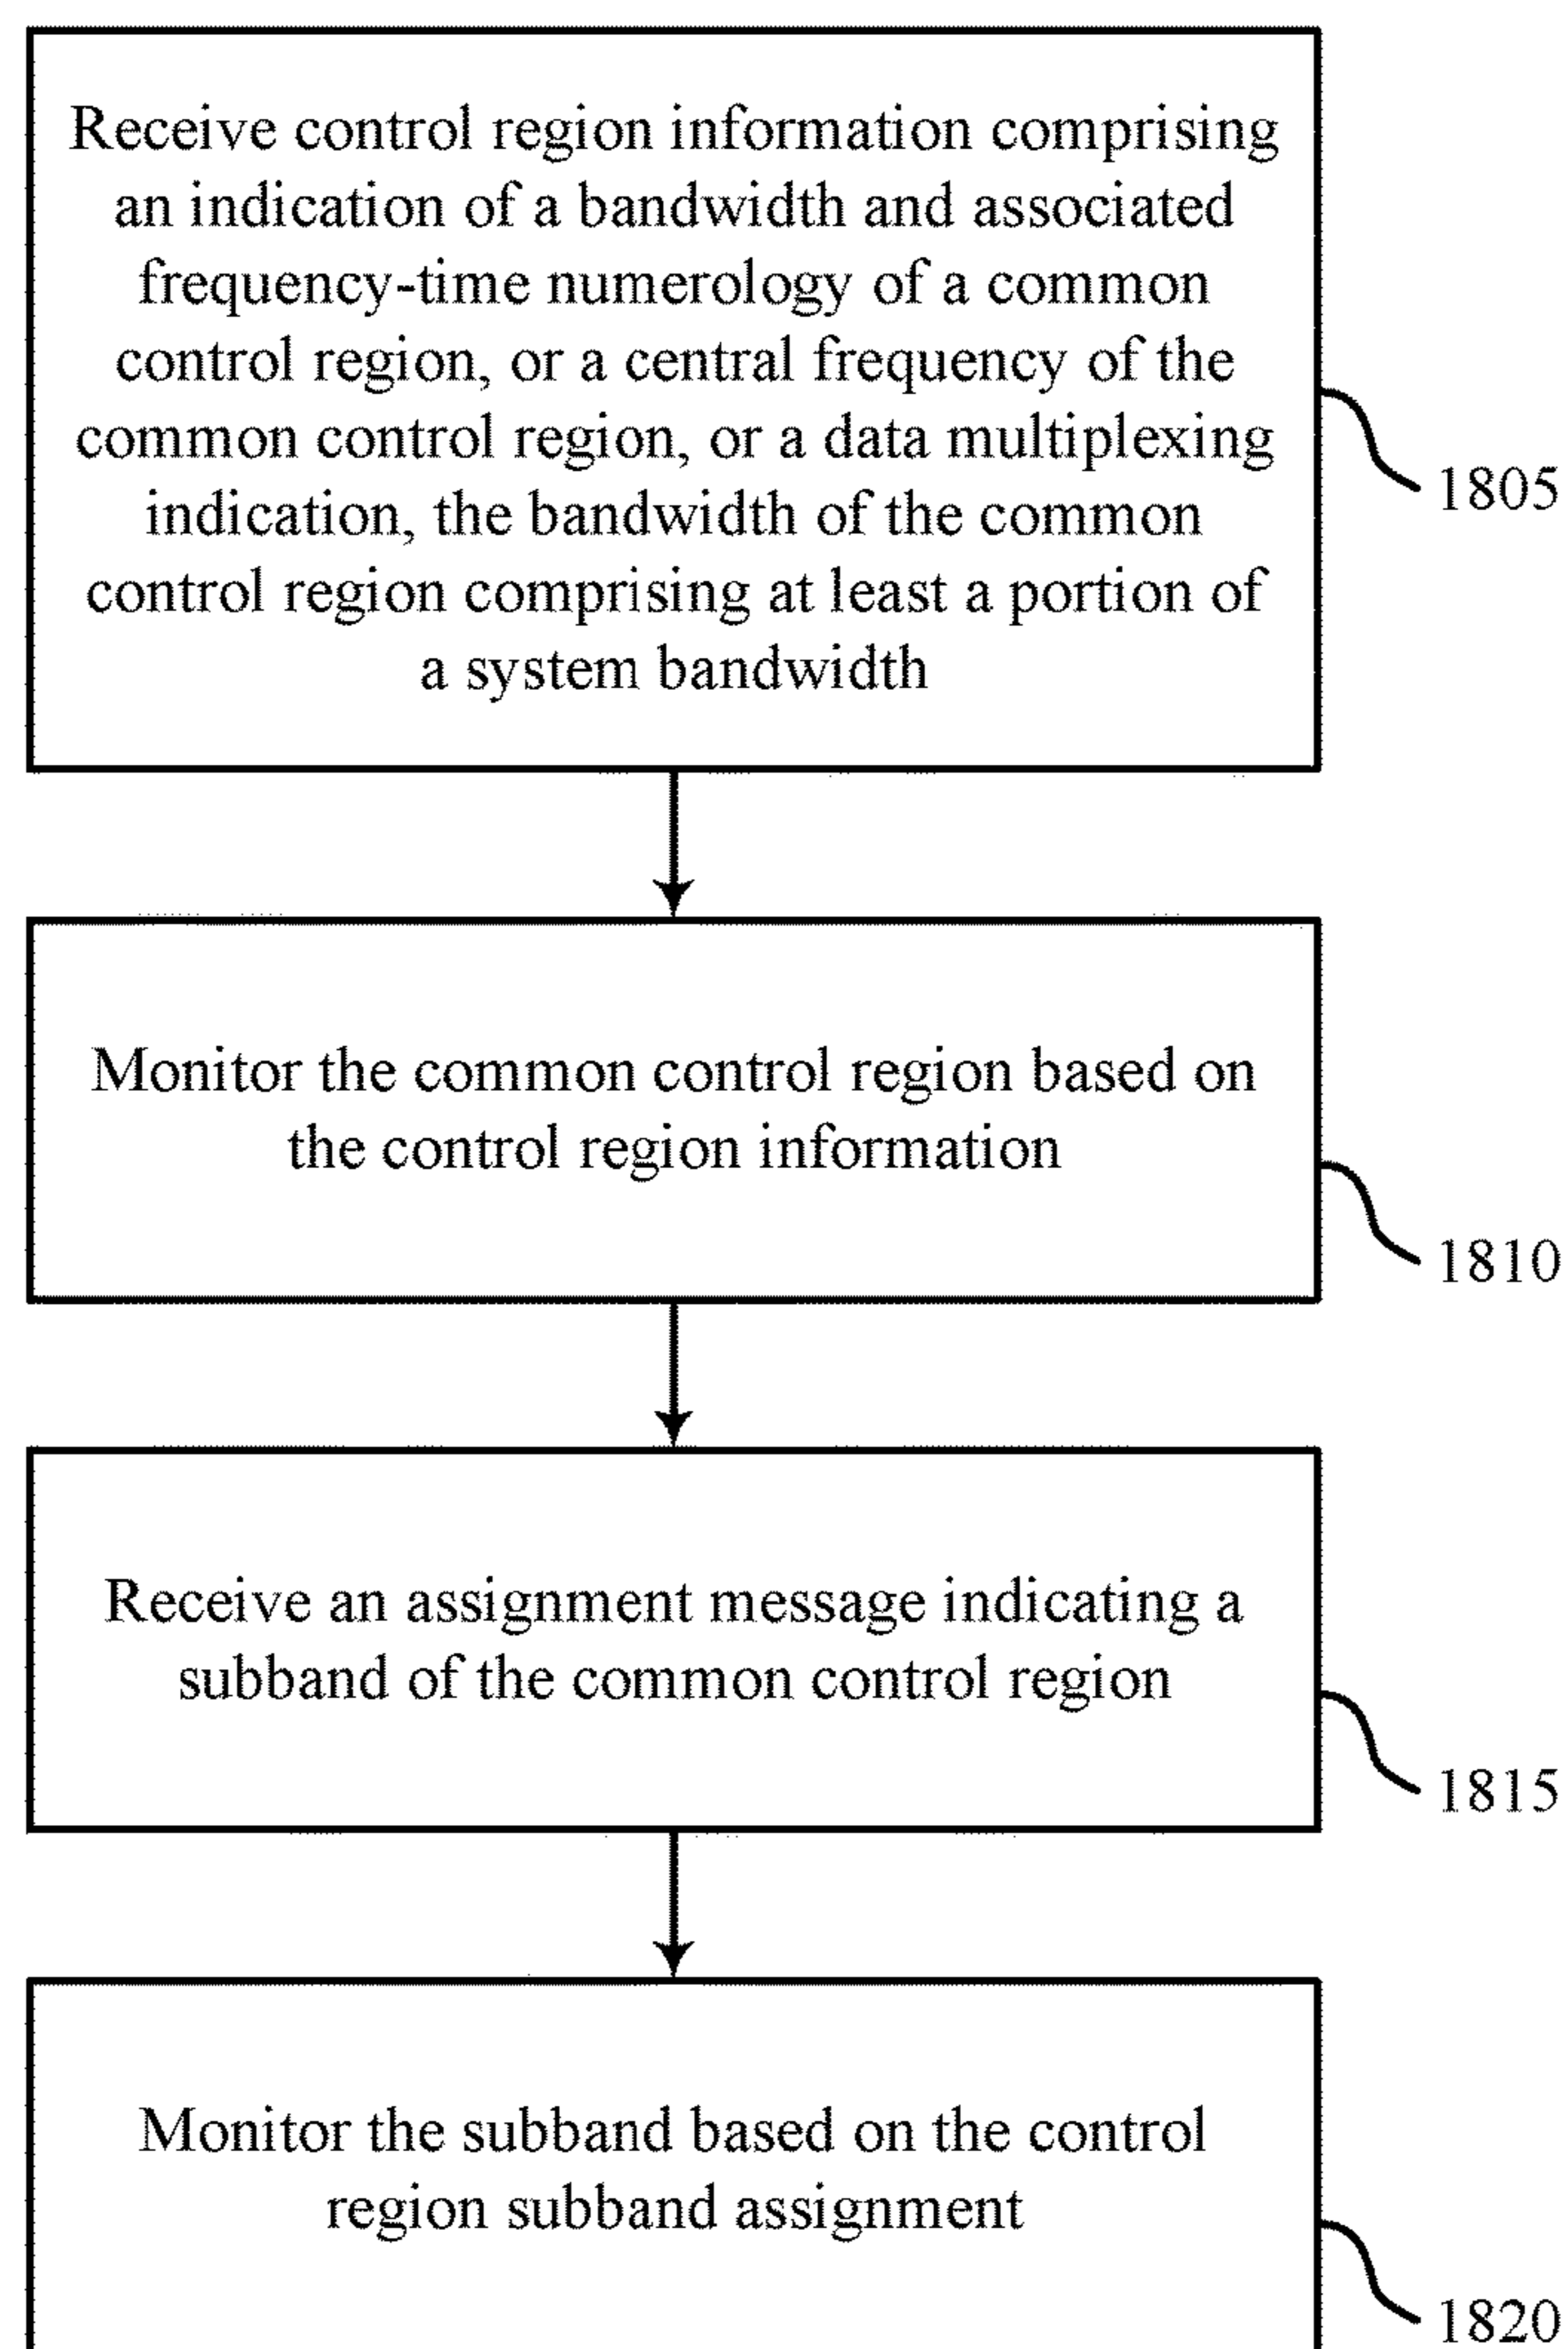 Receive control region information comprising
an indication of a bandwidth and associated
frequency-time numerology of a common
control region, or a central frequency of the
common control region, or a data multiplexing
indication, the bandwidth of the common
control region comprising at least a portion of
a system bandwidth
1805
Monitor the common control region based on
the control region information
1810
Receive an assignment message indicating a
subband of the common control region
1815
Monitor the subband based on the control
region subband assignment
1820